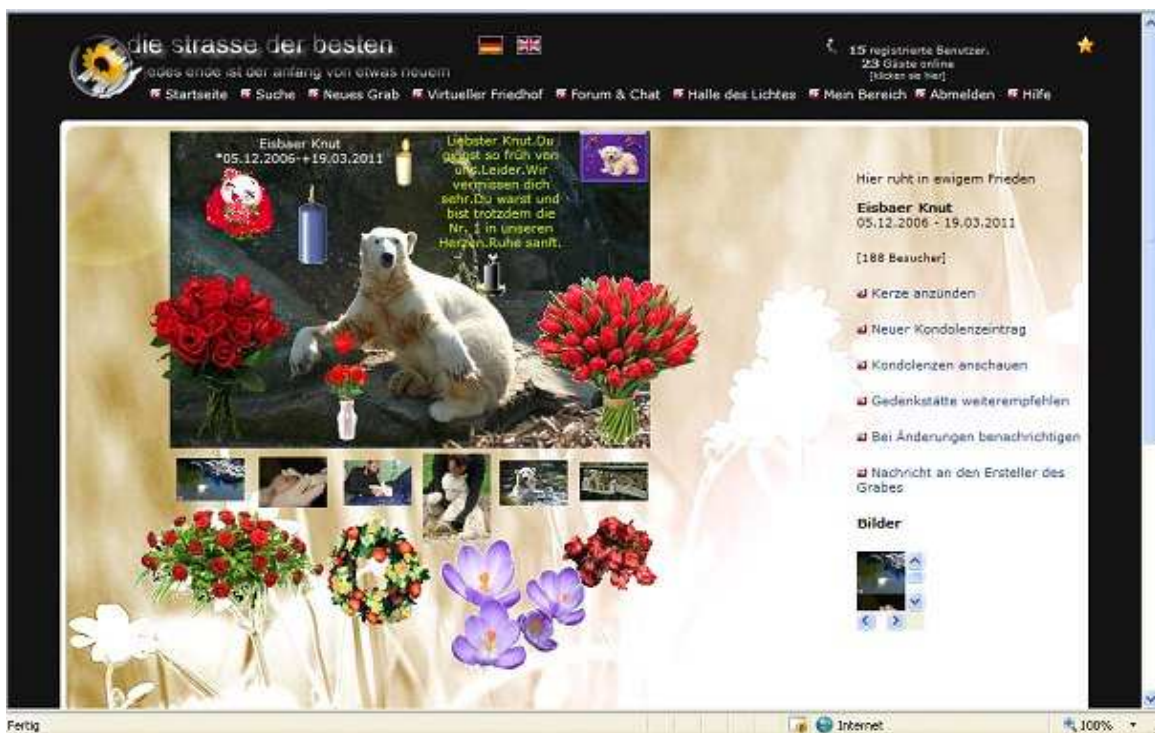 die strasse der besten
jedes ende ist der anfang von etwas neuem
15 registrierte Benutzer.
23 Gäste online
[klicken sie hier]
Startseite Suche Neues Grab Virtueller Friedhof Forum & Chat Halle des Lichtes Mein Bereich Abmelden Hilfe
Eisbaer Knut
*05.12.2006-+19.03.2011
Liebster Knut.Du
gingst so früh von
uns.Leider.Wir
vermissen dich
sehr.Du warst und
bist trotzdem die
Nr. 1 in unseren
Herzen.Ruhe sanft.
Hier ruht in ewigem Frieden
Eisbaer Knut
05.12.2006 - 19.03.2011
[188 Besucher]
Kerze anzünden
Neuer Kondolenzeintrag
Kondolenzen anschauen
Gedenkstätte weiterempfehlen
Bei Änderungen benachrichtigen
Nachricht an den Ersteller des
Grabes
Bilder
Fertig
Internet
100%